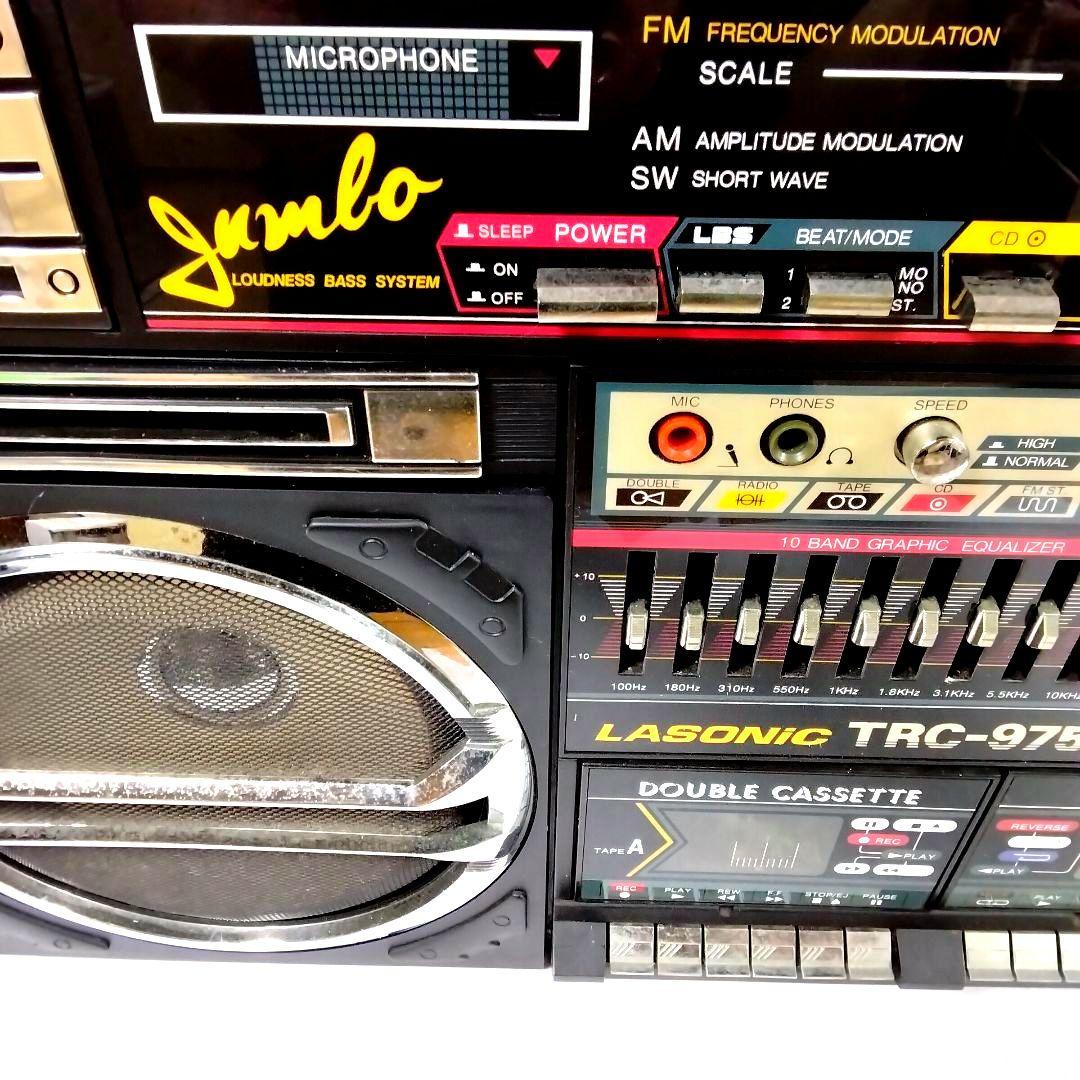 MICROPHONE
FM FREQUENCY MODULATION
SCALE
AM AMPLITUDE MODULATION
SW SHORT WAVE
Jumbo
LOUDNESS BASS SYSTEM
SLEEP POWER
ON
OFF
LBS BEAT/MODE
1
2
MO
NO
ST.
CD
MIC PHONES SPEED
HIGH
NORMAL
DOUBLE RADIO TAPE CD FM ST
10 BAND GRAPHIC EQUALIZER
+10
0
-10
100Hz 180Hz 310Hz 550Hz 1KHz 1.8KHz 3.1KHz 5.5KHz 10KHz
LASONiC TRC-975
DOUBLE CASSETTE
TAPE A
REC
PLAY
REC PLAY REW F.F STOP/EJ PAUSE
REVERSE
PLAY
PLAY